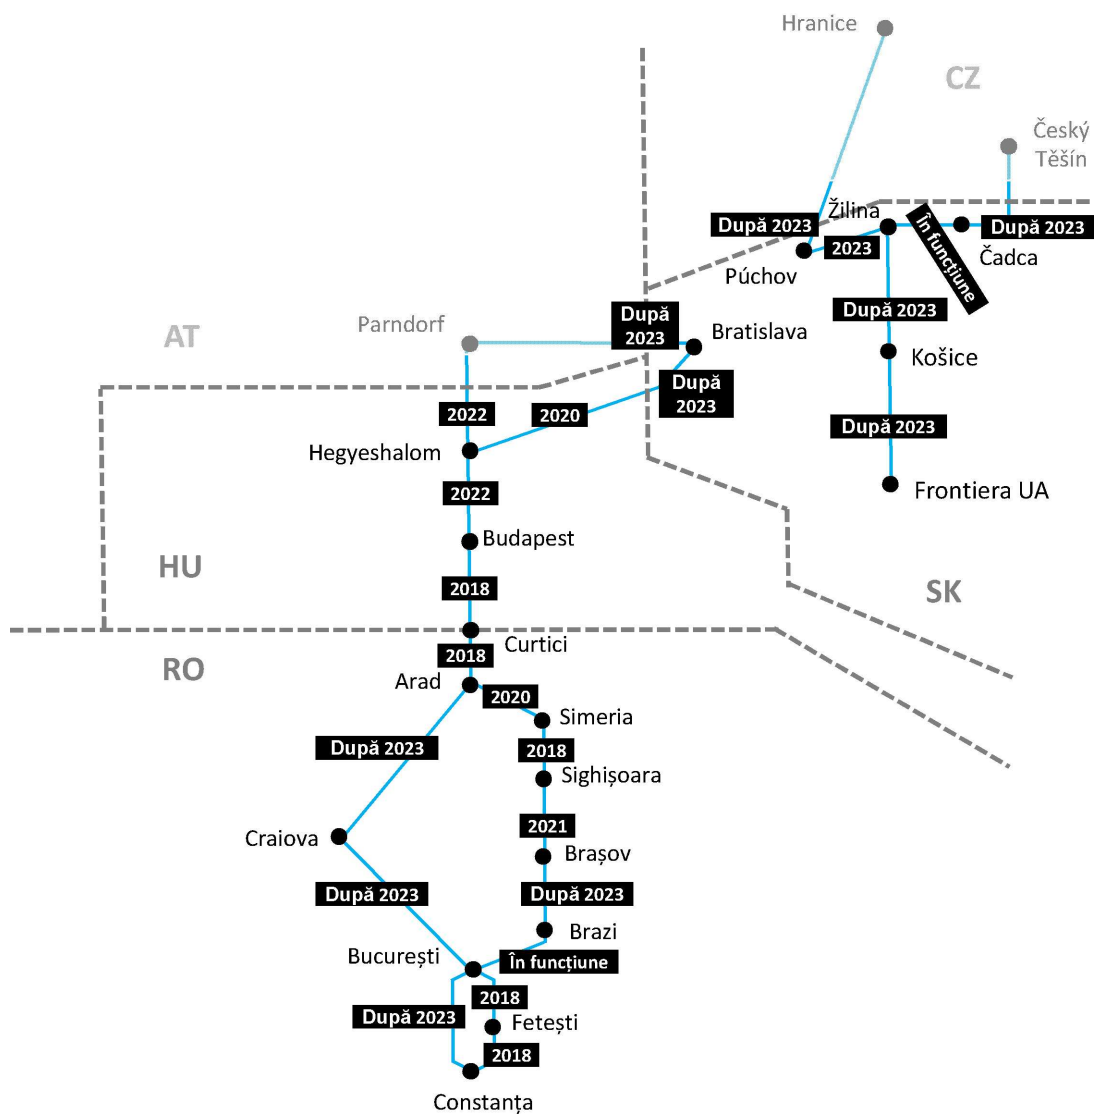 Hranice
CZ
Český
Těšín
Žilina
După 2023
În funcțiune
După 2023
2023
Čadca
Púchov
După 2023
După
2023
Parndorf
Bratislava
AT
Košice
După
2023
2022
2020
După 2023
Hegyeshalom
2022
Frontiera UA
Budapest
HU
2018
SK
Curtici
RO
2018
Arad
2020
Simeria
După 2023
2018
Sighișoara
2021
Craiova
Brașov
După 2023
După 2023
Brazi
București
În funcțiune
2018
După 2023
Fetești
2018
Constanța